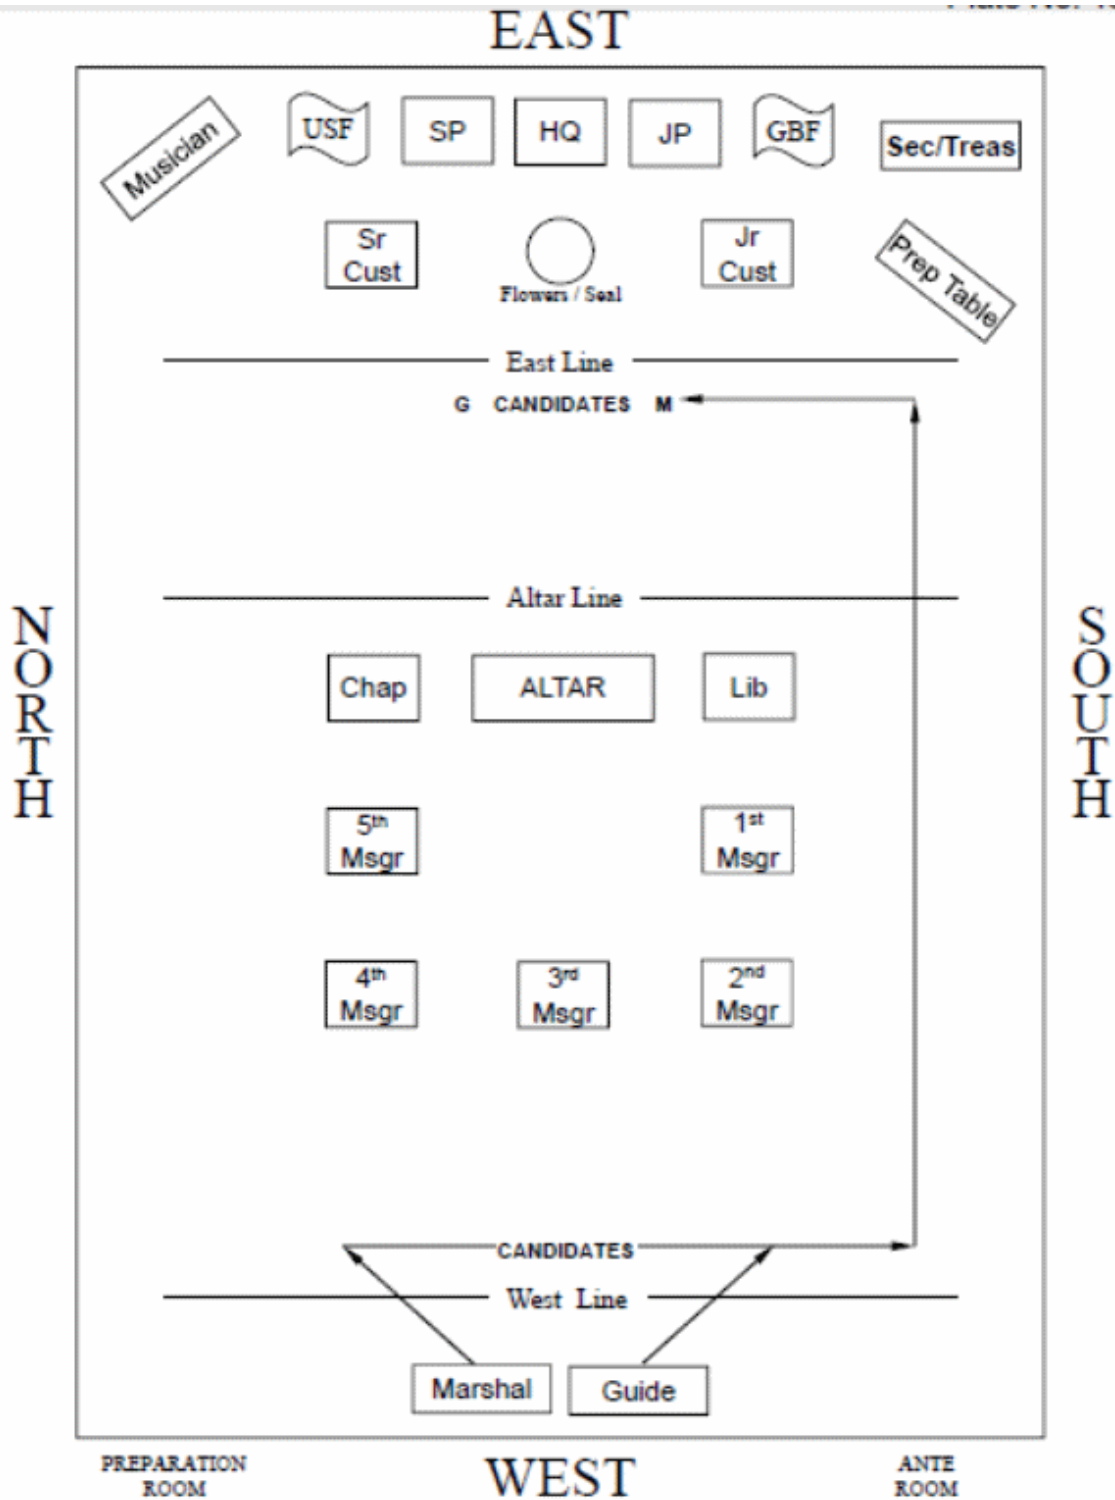 EAST
Musician
USF
SP
HQ
JP
GBF
Sec/Treas
Sr
Cust
Flowers / Seal
Jr
Cust
Prep Table
East Line
G CANDIDATES M
NORTH
SOUTH
Altar Line
Chap
ALTAR
Lib
5th
Msgr
1st
Msgr
4th
Msgr
3rd
Msgr
2nd
Msgr
CANDIDATES
West Line
Marshal
Guide
PREPARATION
ROOM
WEST
ANTE
ROOM